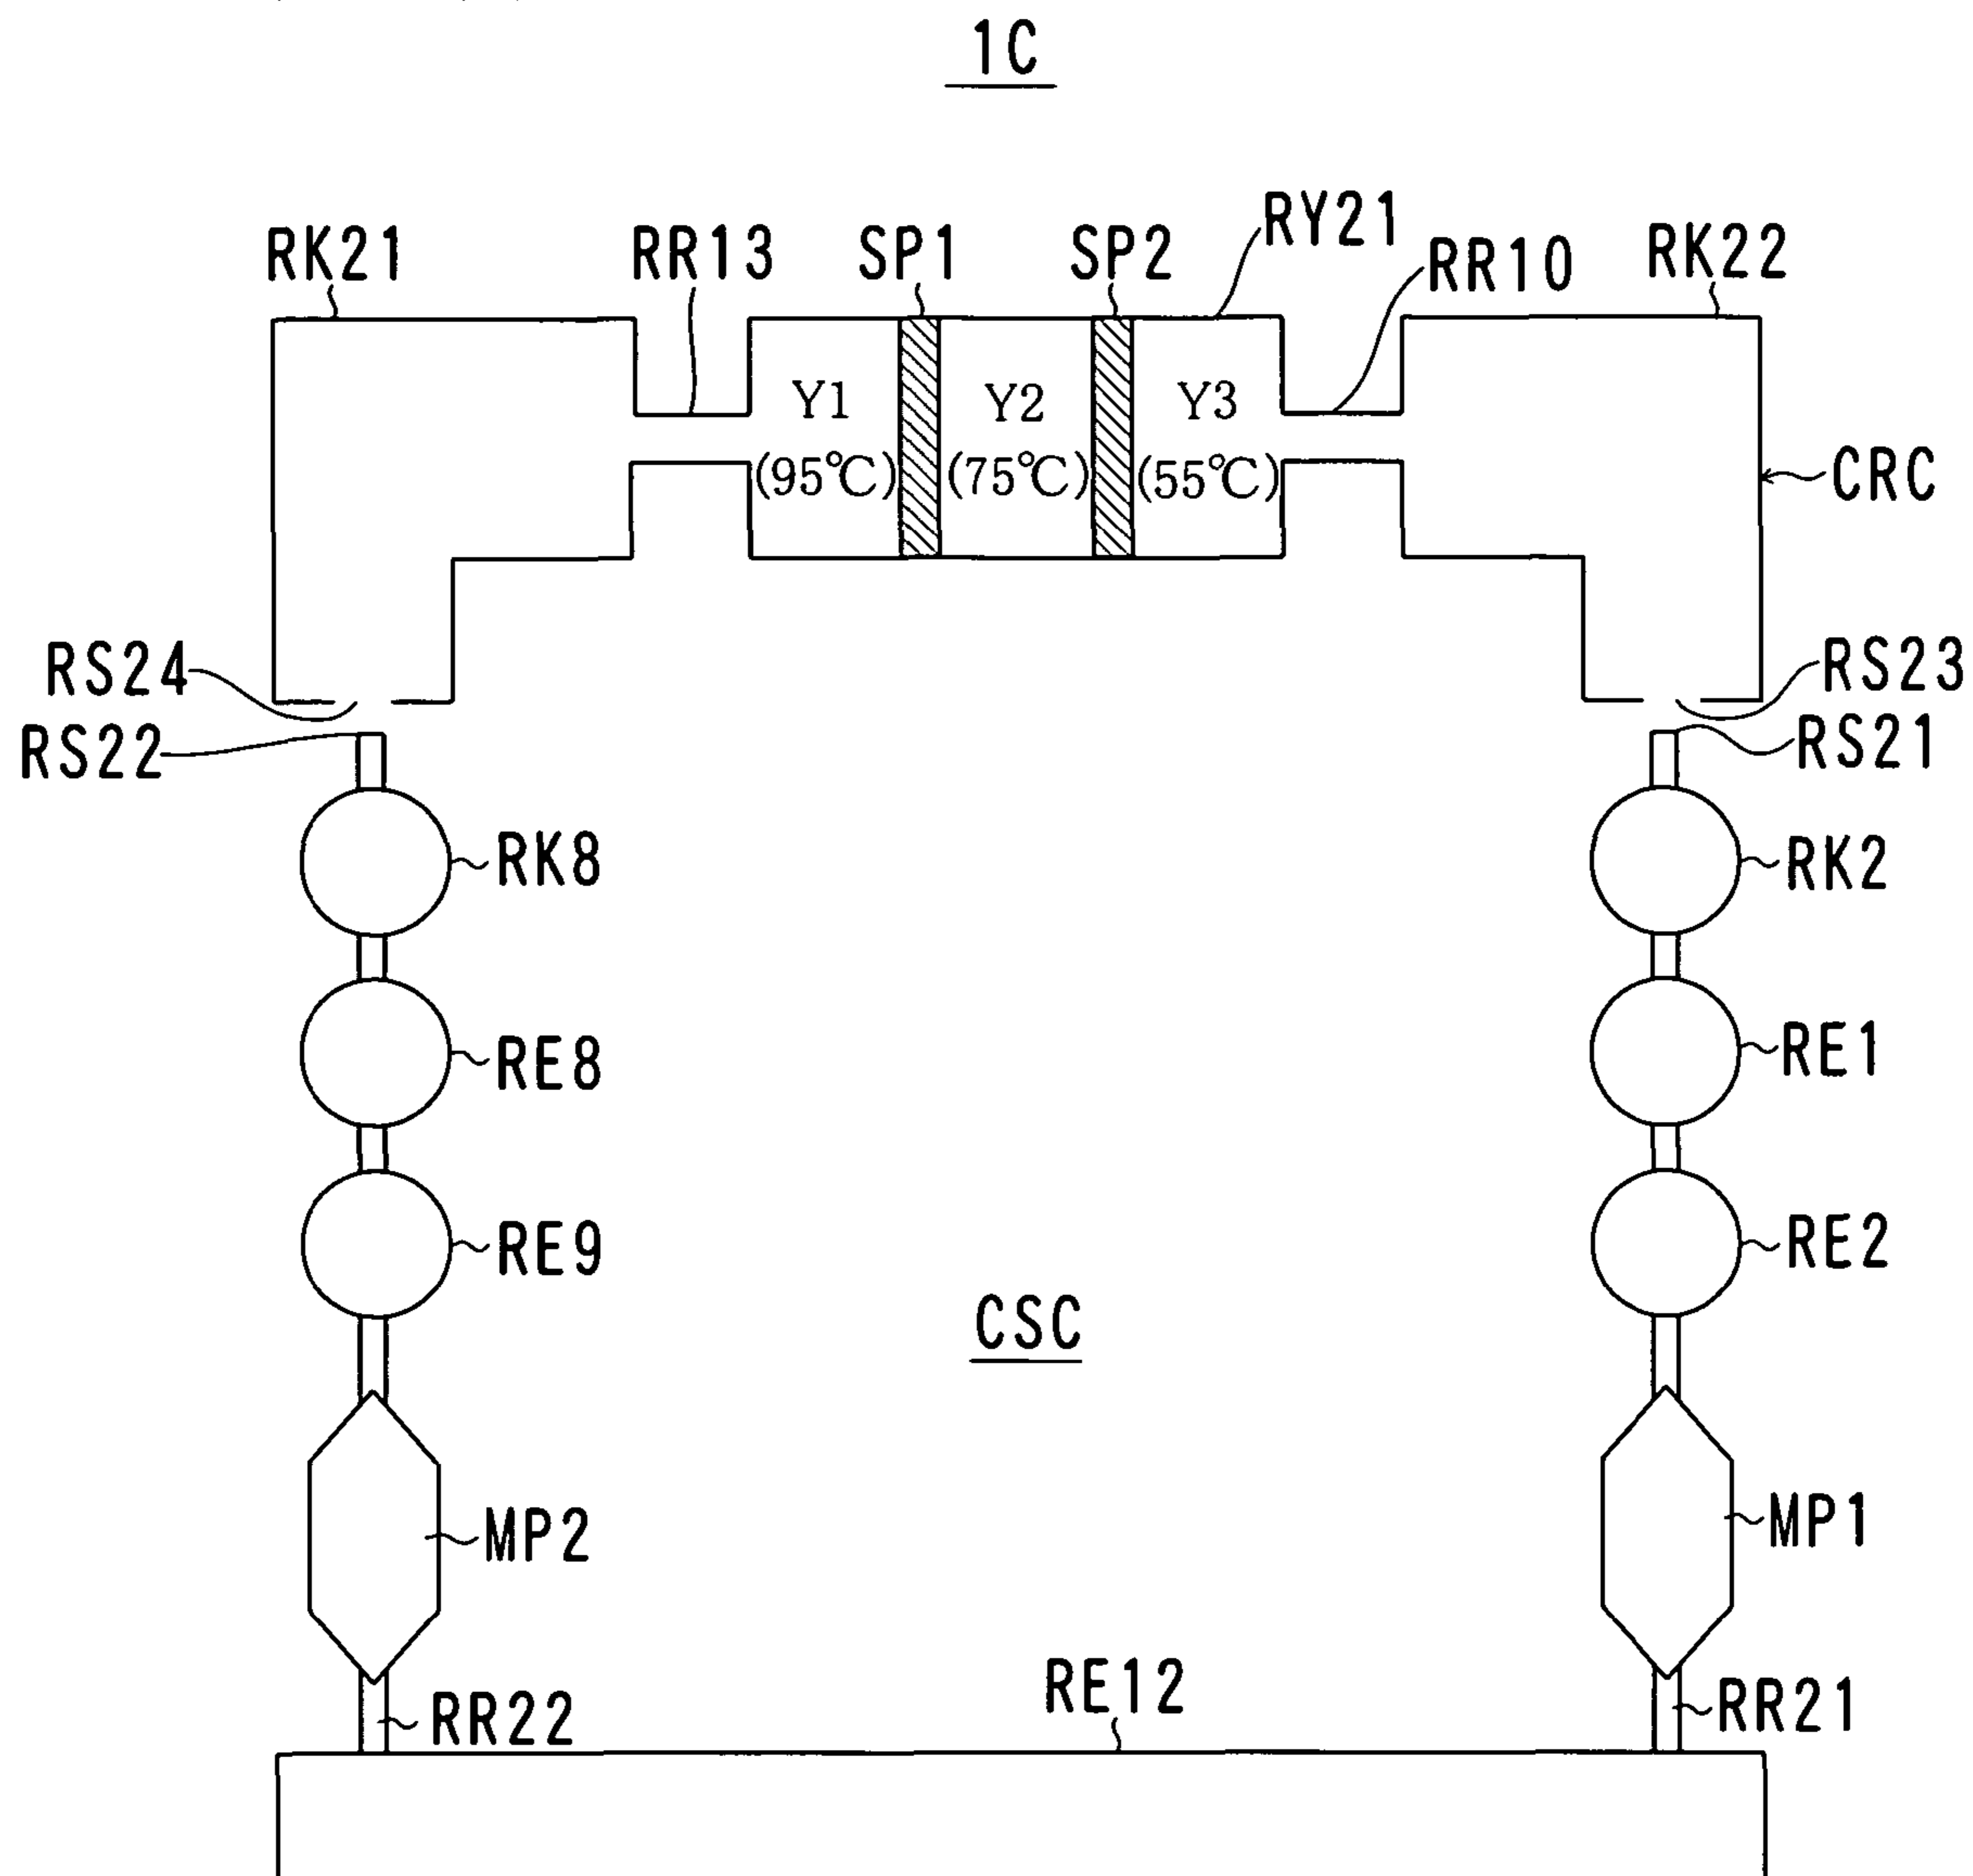 1C
RK21 RR13 SP1 SP2 RY21 RR10 RK22
Y1 Y2 Y3
(95℃) (75℃) (55℃)
CRC
RS24 RS23
RS22 RS21
RK8 RK2
RE8 RE1
RE9 RE2
CSC
MP2 MP1
RE12
RR22 RR21